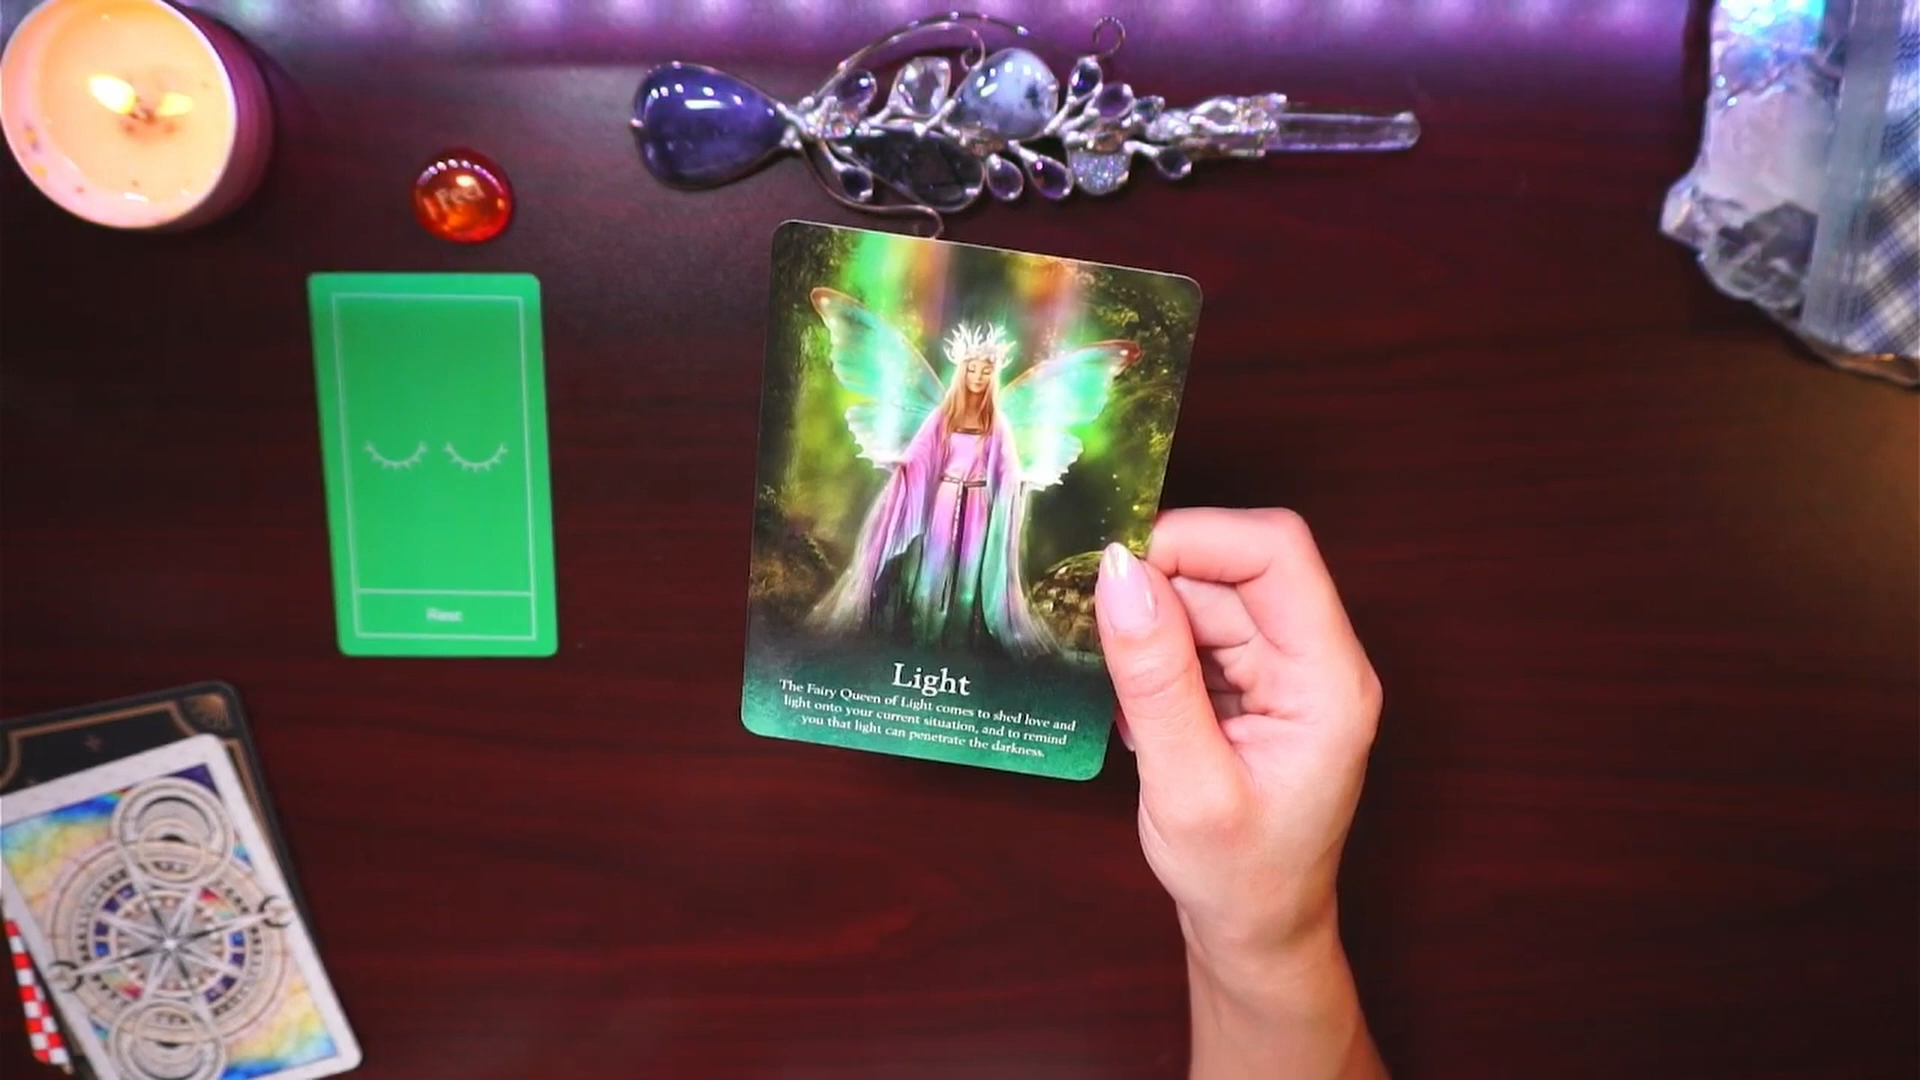 Rest
Light
The Fairy Queen of Light comes to shed love and
light onto your current situation, and to remind
you that light can penetrate the darkness.